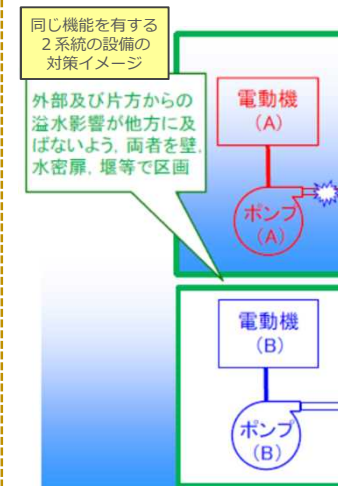 同じ機能を有する
２系統の設備の
対策イメージ
外部及び片方からの
溢水影響が他方に及
ばないよう，両者を壁，
水密扉，堰等で区画
電動機
（A）
ポンプ
（A）
電動機
（B）
ポンプ
（B）